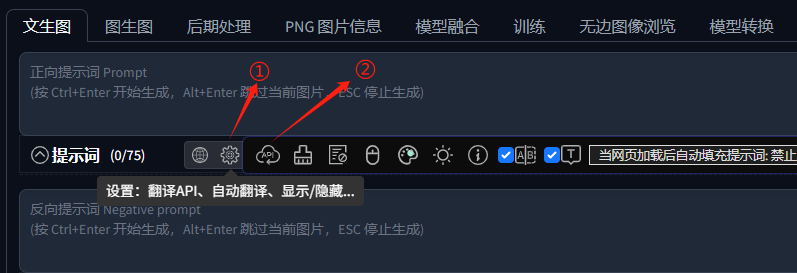 文生图 图生图 后期处理 PNG 图片信息 模型融合 训练 无边图像浏览 模型转换
正向提示词 Prompt
(按 Ctrl+Enter 开始生成，Alt+Enter 跳过当前图片，ESC 停止生成)
① ②
提示词 (0/75) API 当网页加载后自动填充提示词: 禁止
设置：翻译API、自动翻译、显示/隐藏...
反向提示词 Negative prompt
(按 Ctrl+Enter 开始生成，Alt+Enter 跳过当前图片，ESC 停止生成)